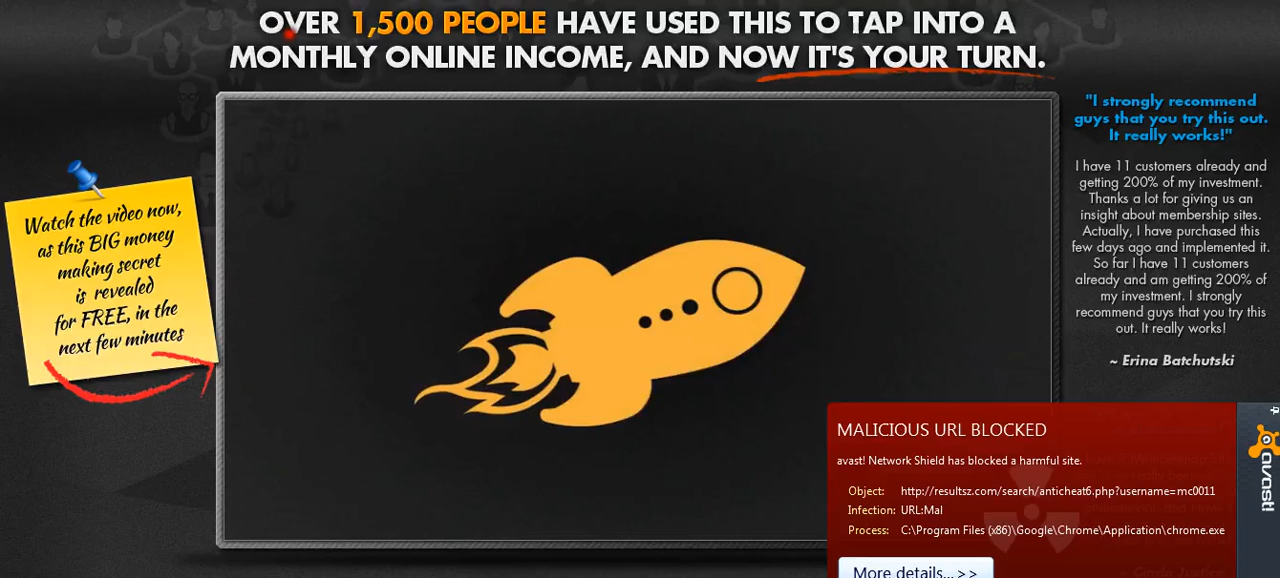 OVER 1,500 PEOPLE HAVE USED THIS TO TAP INTO A
MONTHLY ONLINE INCOME, AND NOW IT'S YOUR TURN.
Watch the video now,
as this BIG money
making secret
is revealed
for FREE, in the
next few minutes
"I strongly recommend
guys that you try this out.
It really works!"
I have 11 customers already and
getting 200% of my investment.
Thanks a lot for giving us an
insight about membership sites.
Actually, I have purchased this
few days ago and implemented it.
So far I have 11 customers
already and am getting 200% of
my investment. I strongly
recommend guys that you try this
out. It really works!
~ Erina Batchutski
MALICIOUS URL BLOCKED
avast! Network Shield has blocked a harmful site.
Object: http://resultsz.com/search/anticheat6.php?username=mc0011
Infection: URL:Mal
Process: C:\Program Files (x86)\Google\Chrome\Application\chrome.exe
More details... >>
avast!